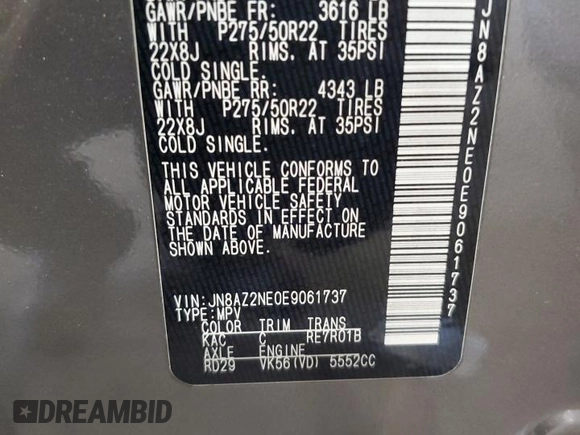 GAWR/PNBE FR: 3616 LB
WITH P275/50R22 TIRES
22X8J RIMS. AT 35PSI
COLD SINGLE.
GAWR/PNBE RR: 4343 LB
WITH P275/50R22 TIRES
22X8J RIMS. AT 35PSI
COLD SINGLE.
THIS VEHICLE CONFORMS TO
ALL APPLICABLE FEDERAL
MOTOR VEHICLE SAFETY
STANDARDS IN EFFECT ON
THE DATE OF MANUFACTURE
SHOWN ABOVE.
VIN: JN8AZ2NE0E9061737
TYPE: MPV
COLOR TRIM TRANS
KAC C RE7R01B
AXLE ENGINE
RD29 VK56(VD) 5552CC
JN8AZ2NE0E9061737
DREAMBID